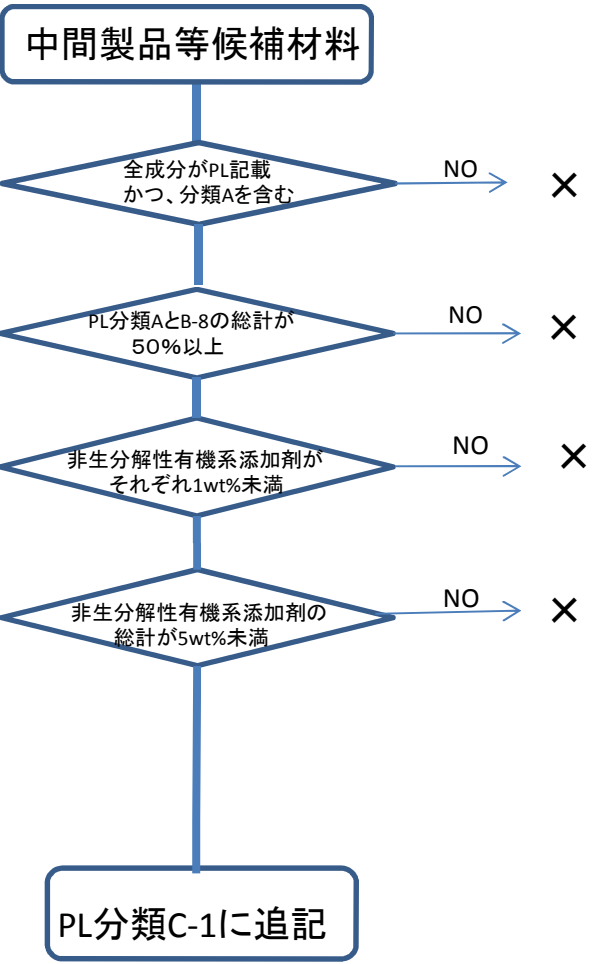 中間製品等候補材料
全成分がPL記載
かつ、分類Aを含む
NO
×
PL分類AとB-8の総計が
５０%以上
NO
×
非生分解性有機系添加剤が
それぞれ1wt%未満
NO
×
非生分解性有機系添加剤の
総計が5wt%未満
NO
×
PL分類C-1に追記